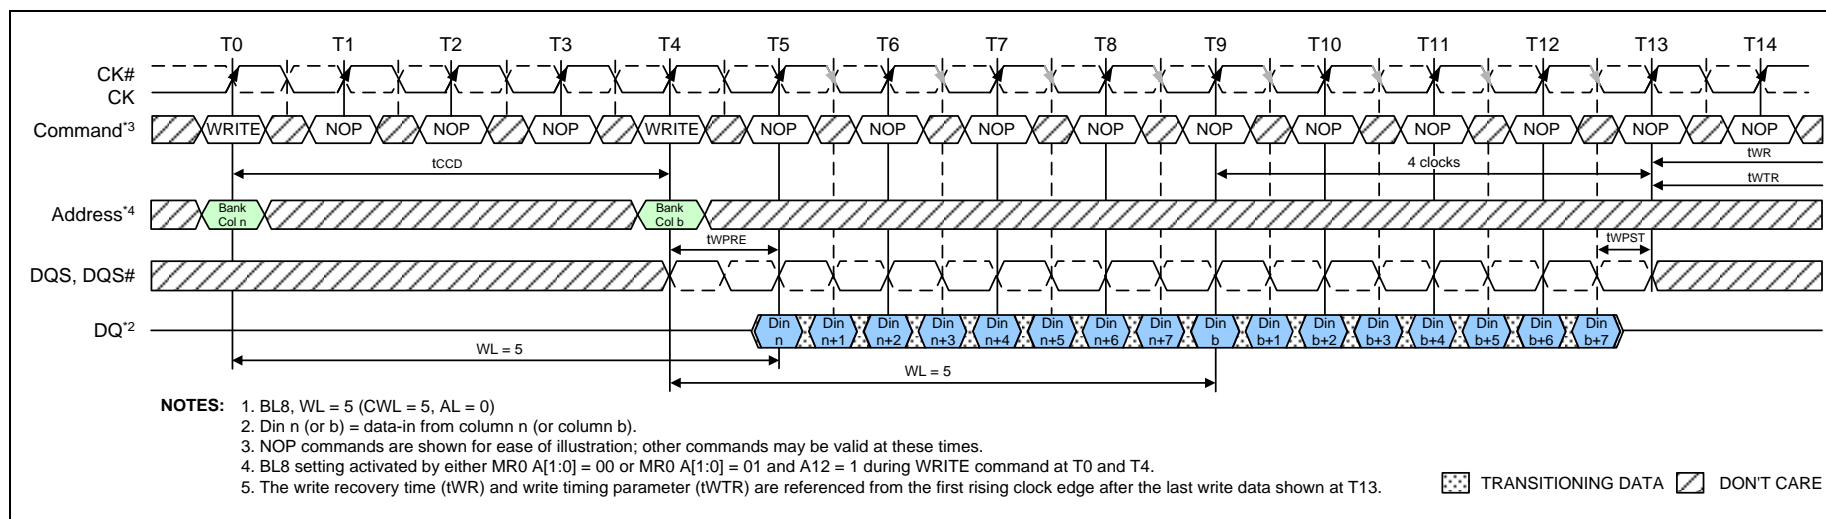 T0 T1 T2 T3 T4 T5 T6 T7 T8 T9 T10 T11 T12 T13 T14
CK#
CK
Command*3 WRITE NOP NOP NOP WRITE NOP NOP NOP NOP NOP NOP NOP NOP NOP NOP
tCCD 4 clocks tWR
tWTR
Address*4 Bank Col n Bank Col b
tWPRE tWPST
DQS, DQS#
DQ*2 Din n Din n+1 Din n+2 Din n+3 Din n+4 Din n+5 Din n+6 Din n+7 Din b Din b+1 Din b+2 Din b+3 Din b+4 Din b+5 Din b+6 Din b+7
WL = 5
WL = 5
NOTES: 1. BL8, WL = 5 (CWL = 5, AL = 0)
2. Din n (or b) = data-in from column n (or column b).
3. NOP commands are shown for ease of illustration; other commands may be valid at these times.
4. BL8 setting activated by either MR0 A[1:0] = 00 or MR0 A[1:0] = 01 and A12 = 1 during WRITE command at T0 and T4.
5. The write recovery time (tWR) and write timing parameter (tWTR) are referenced from the first rising clock edge after the last write data shown at T13.
TRANSITIONING DATA DON'T CARE